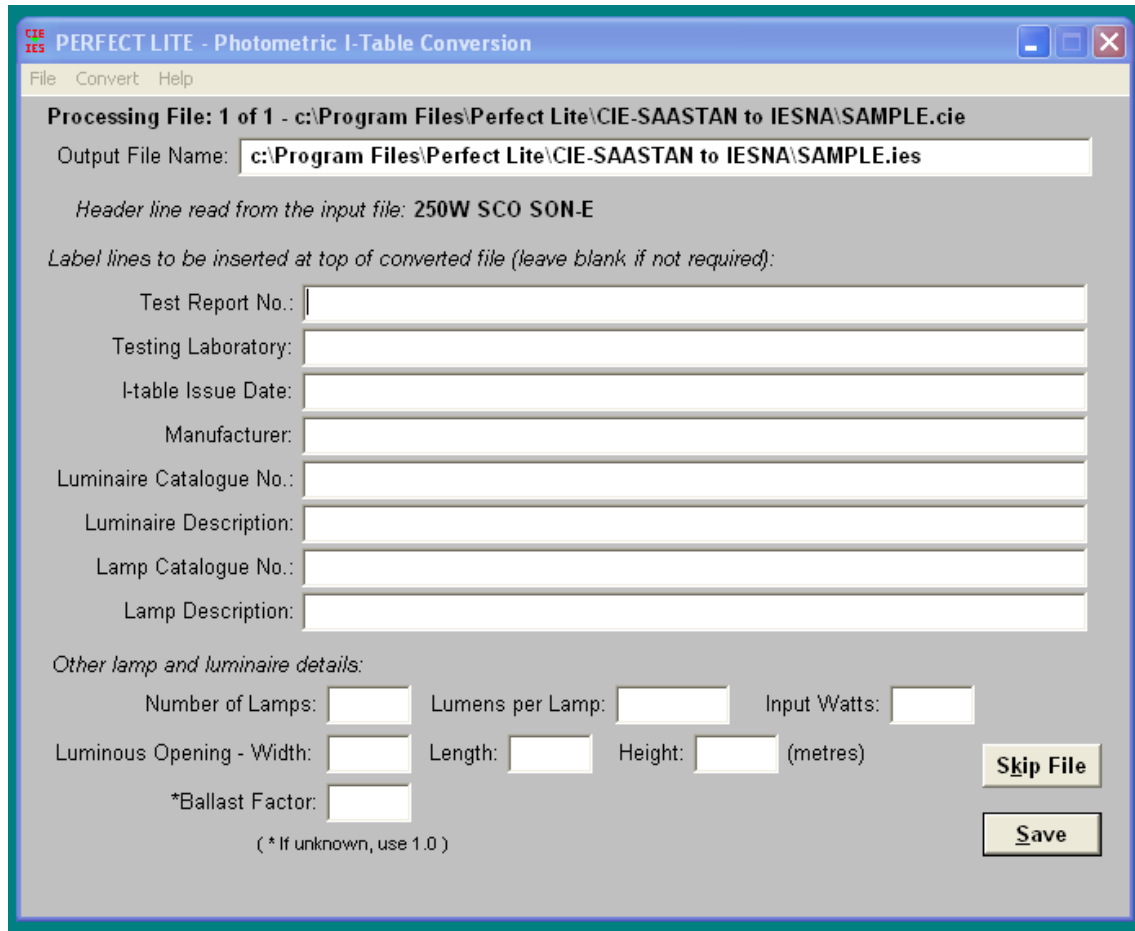 CIE IES PERFECT LITE - Photometric I-Table Conversion
File Convert Help
Processing File: 1 of 1 - c:\Program Files\Perfect Lite\CIE-SAASTAN to IESNA\SAMPLE.cie
Output File Name: c:\Program Files\Perfect Lite\CIE-SAASTAN to IESNA\SAMPLE.ies
Header line read from the input file: 250W SCO SON-E
Label lines to be inserted at top of converted file (leave blank if not required):
Test Report No.:
Testing Laboratory:
I-table Issue Date:
Manufacturer:
Luminaire Catalogue No.:
Luminaire Description:
Lamp Catalogue No.:
Lamp Description:
Other lamp and luminaire details:
Number of Lamps: Lumens per Lamp: Input Watts:
Luminous Opening - Width: Length: Height: (metres)
Skip File
*Ballast Factor:
Save
( * If unknown, use 1.0 )